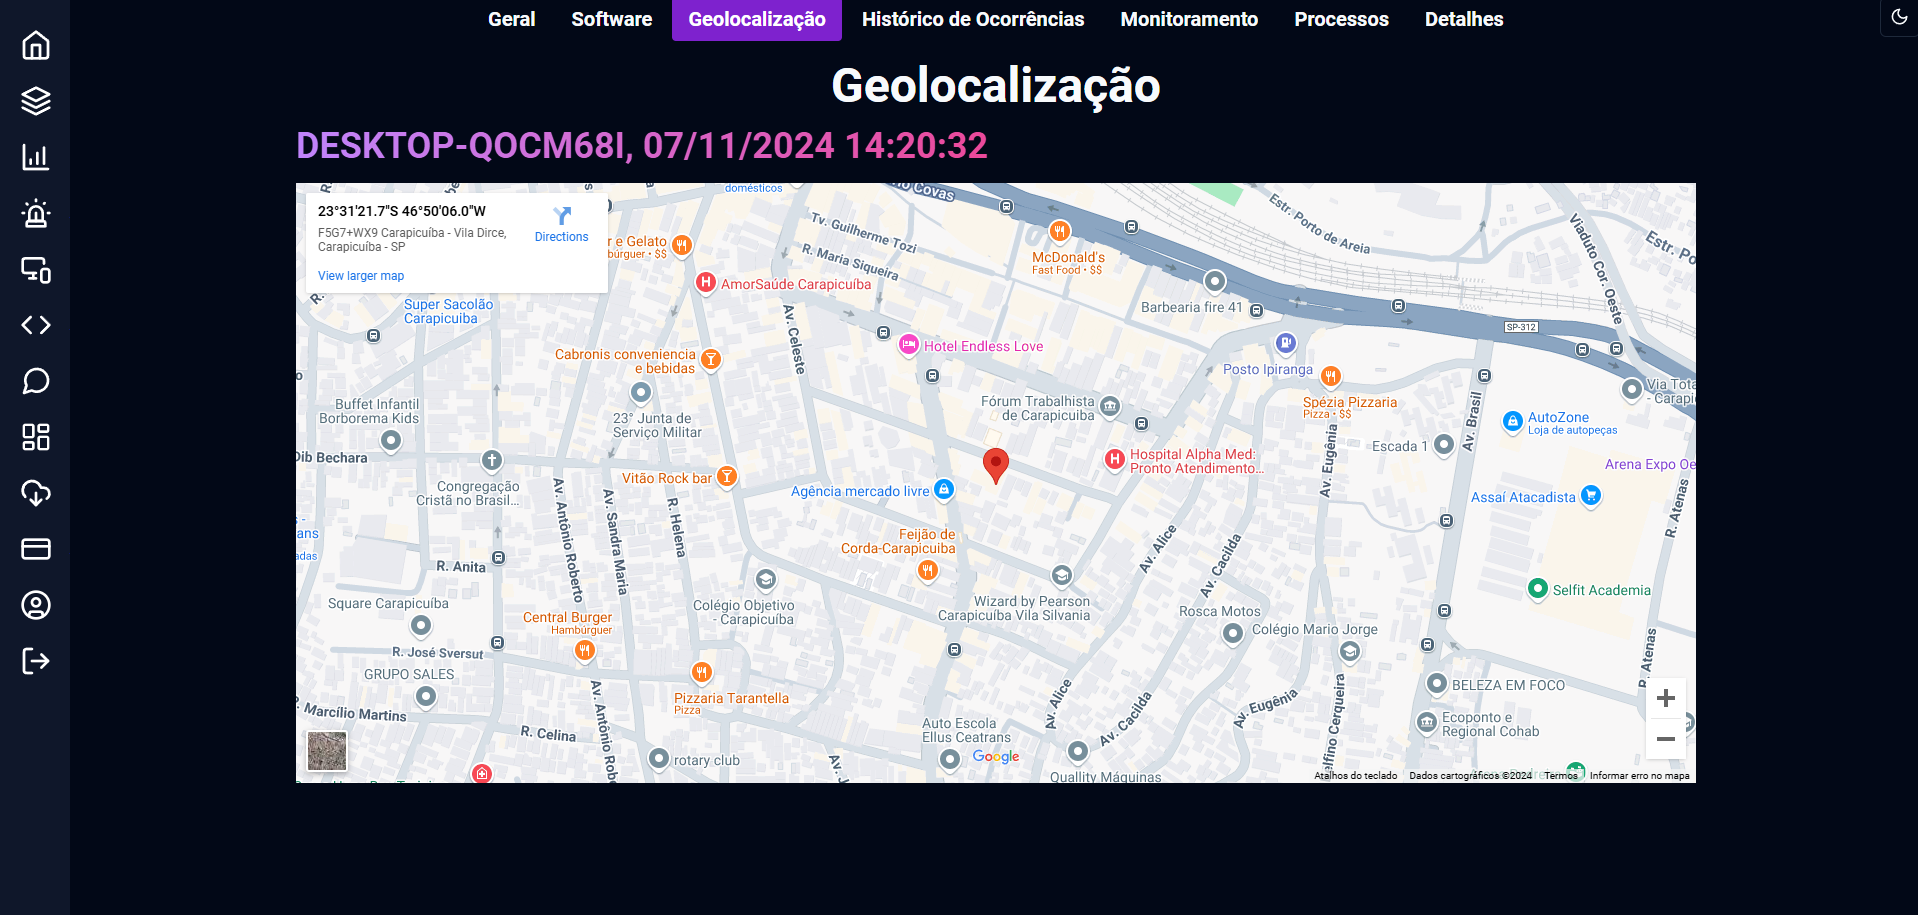 Geral Software Geolocalização Histórico de Ocorrências Monitoramento Processos Detalhes
Geolocalização
DESKTOP-QOCM68I, 07/11/2024 14:20:32
23°31'21.7"S 46°50'06.0"W
F5G7+WX9 Carapicuíba - Vila Dirce,
Carapicuíba - SP
Directions
View larger map
domésticos
Covas
Tv. Guilherme Tozi
R. Maria Siqueira
r e Gelato
búrguer • $$
AmorSaúde Carapicuíba
McDonald's
Fast Food • $$
Estr. Porto de Areia
Viaduto Cor. Oeste
Estr. Po
Barbearia fire 41
SP-312
Super Sacolão
Carapicuiba
Av. Celeste
Hotel Endless Love
Cabronis conveniencia
e bebidas
Posto Ipiranga
Spézia Pizzaria
Pizza • $$
Via Tota
- Carapi
Buffet Infantil
Borborema Kids
23° Junta de
Serviço Militar
Fórum Trabalhista
de Carapicuiba
Av. Brasil
AutoZone
Loja de autopeças
Escada 1
Dib Bechara
Hospital Alpha Med:
Pronto Atendimento...
Av. Eugênia
Arena Expo Oe
Vitão Rock bar
Agência mercado livre
Congregação
Cristã no Brasil...
Assaí Atacadista
R. Atenas
Av. Antônio Roberto
Av. Sandra Maria
R. Helena
ans
adas
Feijão de
Corda-Carapicuiba
Av. Alice
Av. Cacilda
R. Anita
Selfit Academia
Square Carapicuíba
Colégio Objetivo
- Carapicuíba
Wizard by Pearson
Carapicuíba Vila Silvania
Rosca Motos
Central Burger
Hambúrguer
Colégio Mario Jorge
R. José Sversut
R. Atenas
GRUPO SALES
Pizzaria Tarantella
Pizza
BELEZA EM FOCO
R. Marcílio Martins
Av. Antônio Robe
Av. Alice
Av. Cacilda
Av. Eugênia
elfino Cerqueira
Auto Escola
Ellus Ceatrans
Ecoponto e
Regional Cohab
R. Celina
rotary club
Av. J
Google
Quallity Máquinas
Atalhos do teclado Dados cartográficos ©2024 Termos Informar erro no mapa